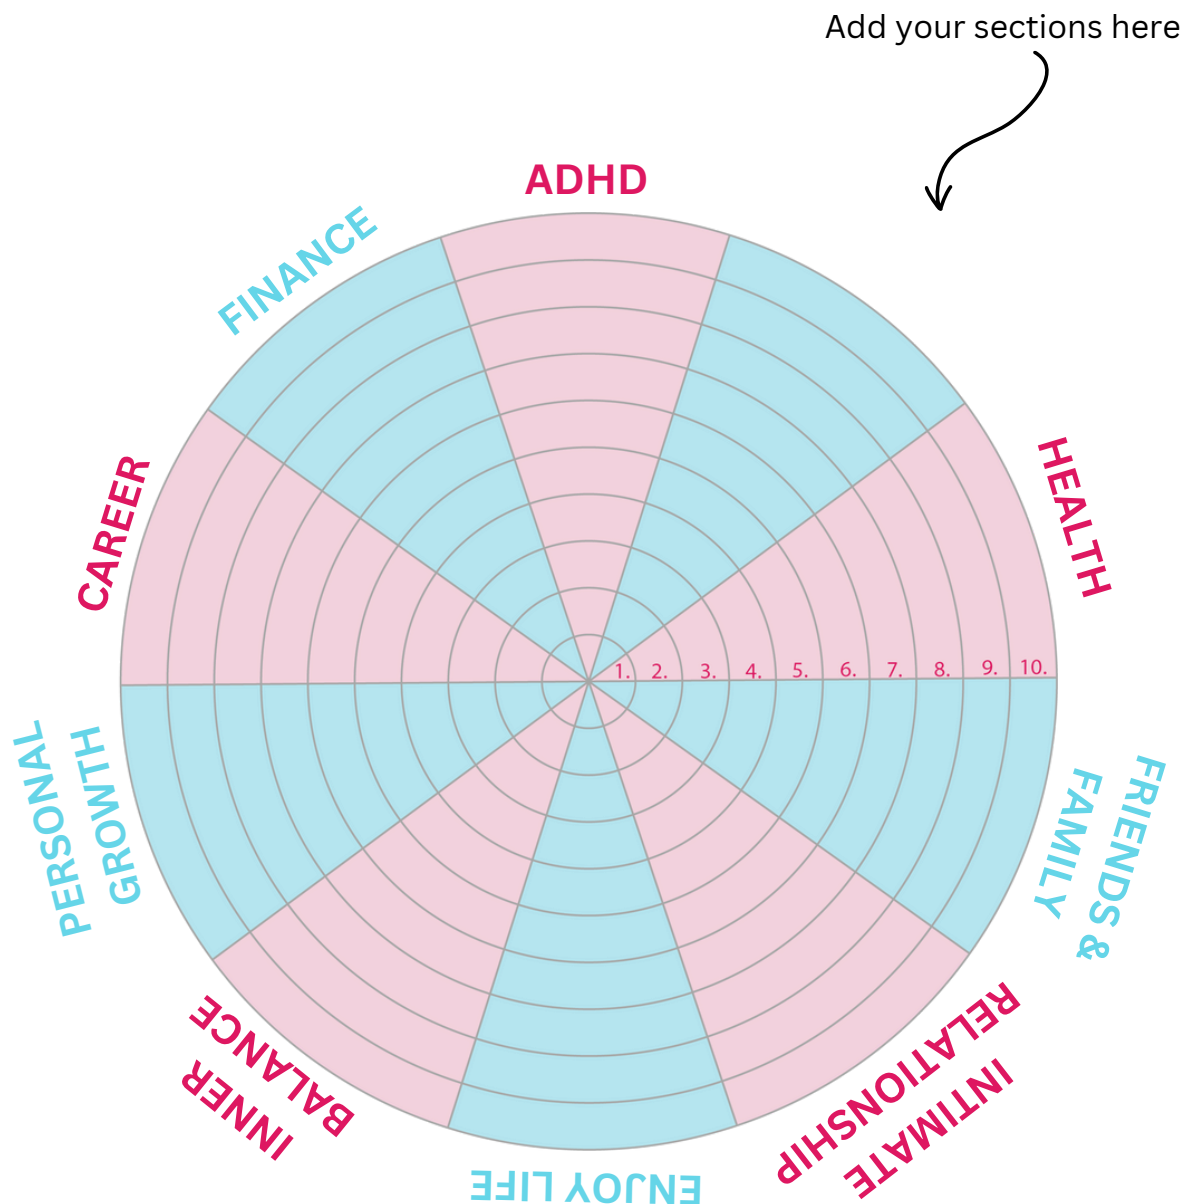 Add your sections here
ADHD
FINANCE
CAREER
HEALTH
1. 2. 3. 4. 5. 6. 7. 8. 9. 10.
PERSONAL
GROWTH
FRIENDS &
FAMILY
INNER
BALANCE
INTIMATE
RELATIONSHIP
ENJOY LIFE